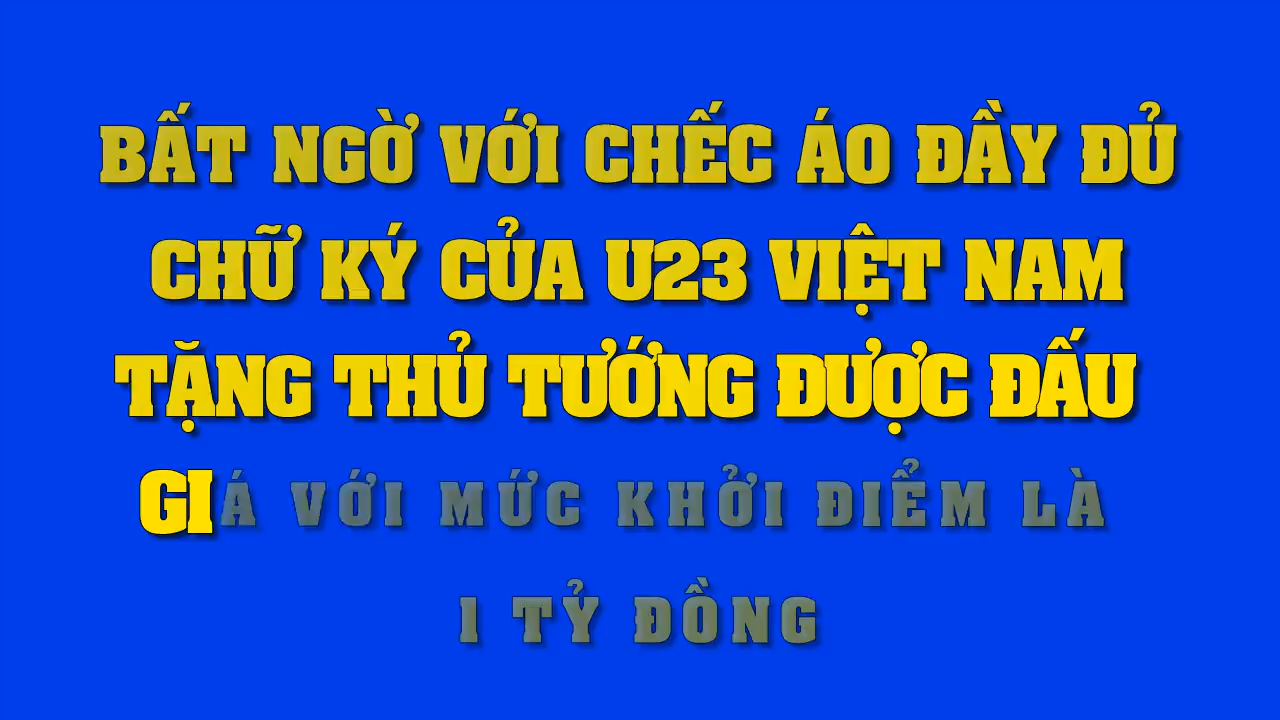 BẤT NGỜ VỚI CHẾC ÁO ĐẦY ĐỦ
CHỮ KÝ CỦA U23 VIỆT NAM
TẶNG THỦ TƯỚNG ĐƯỢC ĐẤU
GIÁ VỚI MỨC KHỞI ĐIỂM LÀ
1 TỶ ĐỒNG